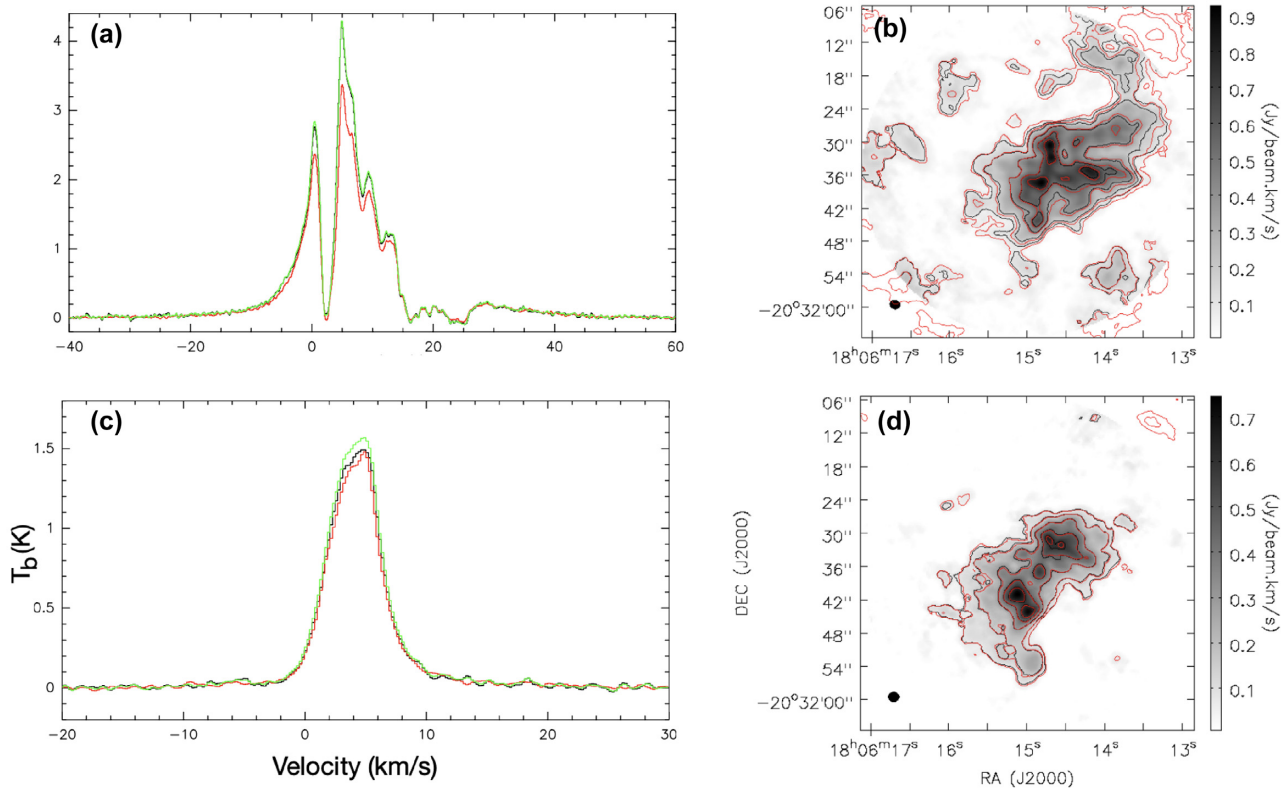 (a)
4
3
2
1
0
−40
−20
0
20
40
60
(b)
06''
12''
18''
24''
30''
36''
42''
48''
54''
−20°32'00''
18ʰ06ᵐ17ˢ
16ˢ
15ˢ
14ˢ
13ˢ
0.9
0.8
0.7
0.6
0.5
0.4
0.3
0.2
0.1
(Jy/beam.km/s)
(c)
1.5
1
0.5
0
T_b(K)
−20
−10
0
10
20
30
Velocity (km/s)
(d)
06''
12''
18''
24''
30''
36''
42''
48''
54''
−20°32'00''
DEC (J2000)
18ʰ06ᵐ17ˢ
16ˢ
15ˢ
14ˢ
13ˢ
RA (J2000)
0.7
0.6
0.5
0.4
0.3
0.2
0.1
(Jy/beam.km/s)